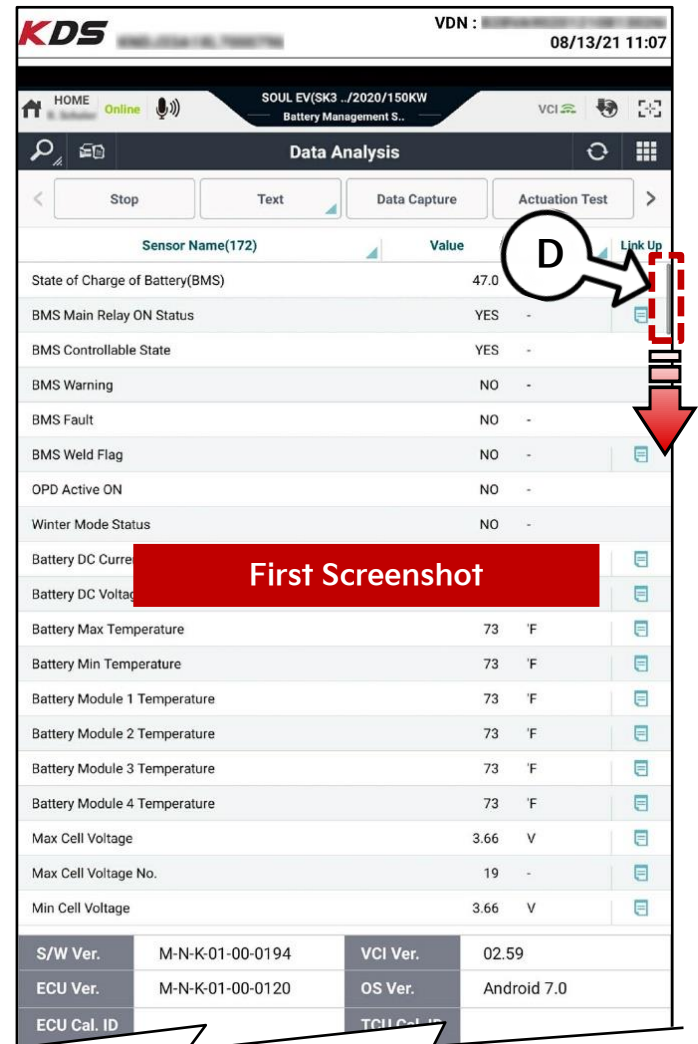 KDS
VDN :
08/13/21 11:07
HOME
Online
SOUL EV(SK3 ../2020/150KW
Battery Management S..
VCI
Data Analysis
Stop Text Data Capture Actuation Test
Sensor Name(172) Value Link Up
D
State of Charge of Battery(BMS) 47.0
BMS Main Relay ON Status YES -
BMS Controllable State YES -
BMS Warning NO -
BMS Fault NO -
BMS Weld Flag NO -
OPD Active ON NO -
Winter Mode Status NO -
Battery DC Curre
First Screenshot
Battery DC Voltag
Battery Max Temperature 73 'F
Battery Min Temperature 73 'F
Battery Module 1 Temperature 73 'F
Battery Module 2 Temperature 73 'F
Battery Module 3 Temperature 73 'F
Battery Module 4 Temperature 73 'F
Max Cell Voltage 3.66 V
Max Cell Voltage No. 19 -
Min Cell Voltage 3.66 V
S/W Ver. M-N-K-01-00-0194 VCI Ver. 02.59
ECU Ver. M-N-K-01-00-0120 OS Ver. Android 7.0
ECU Cal. ID TCU Cal. ID